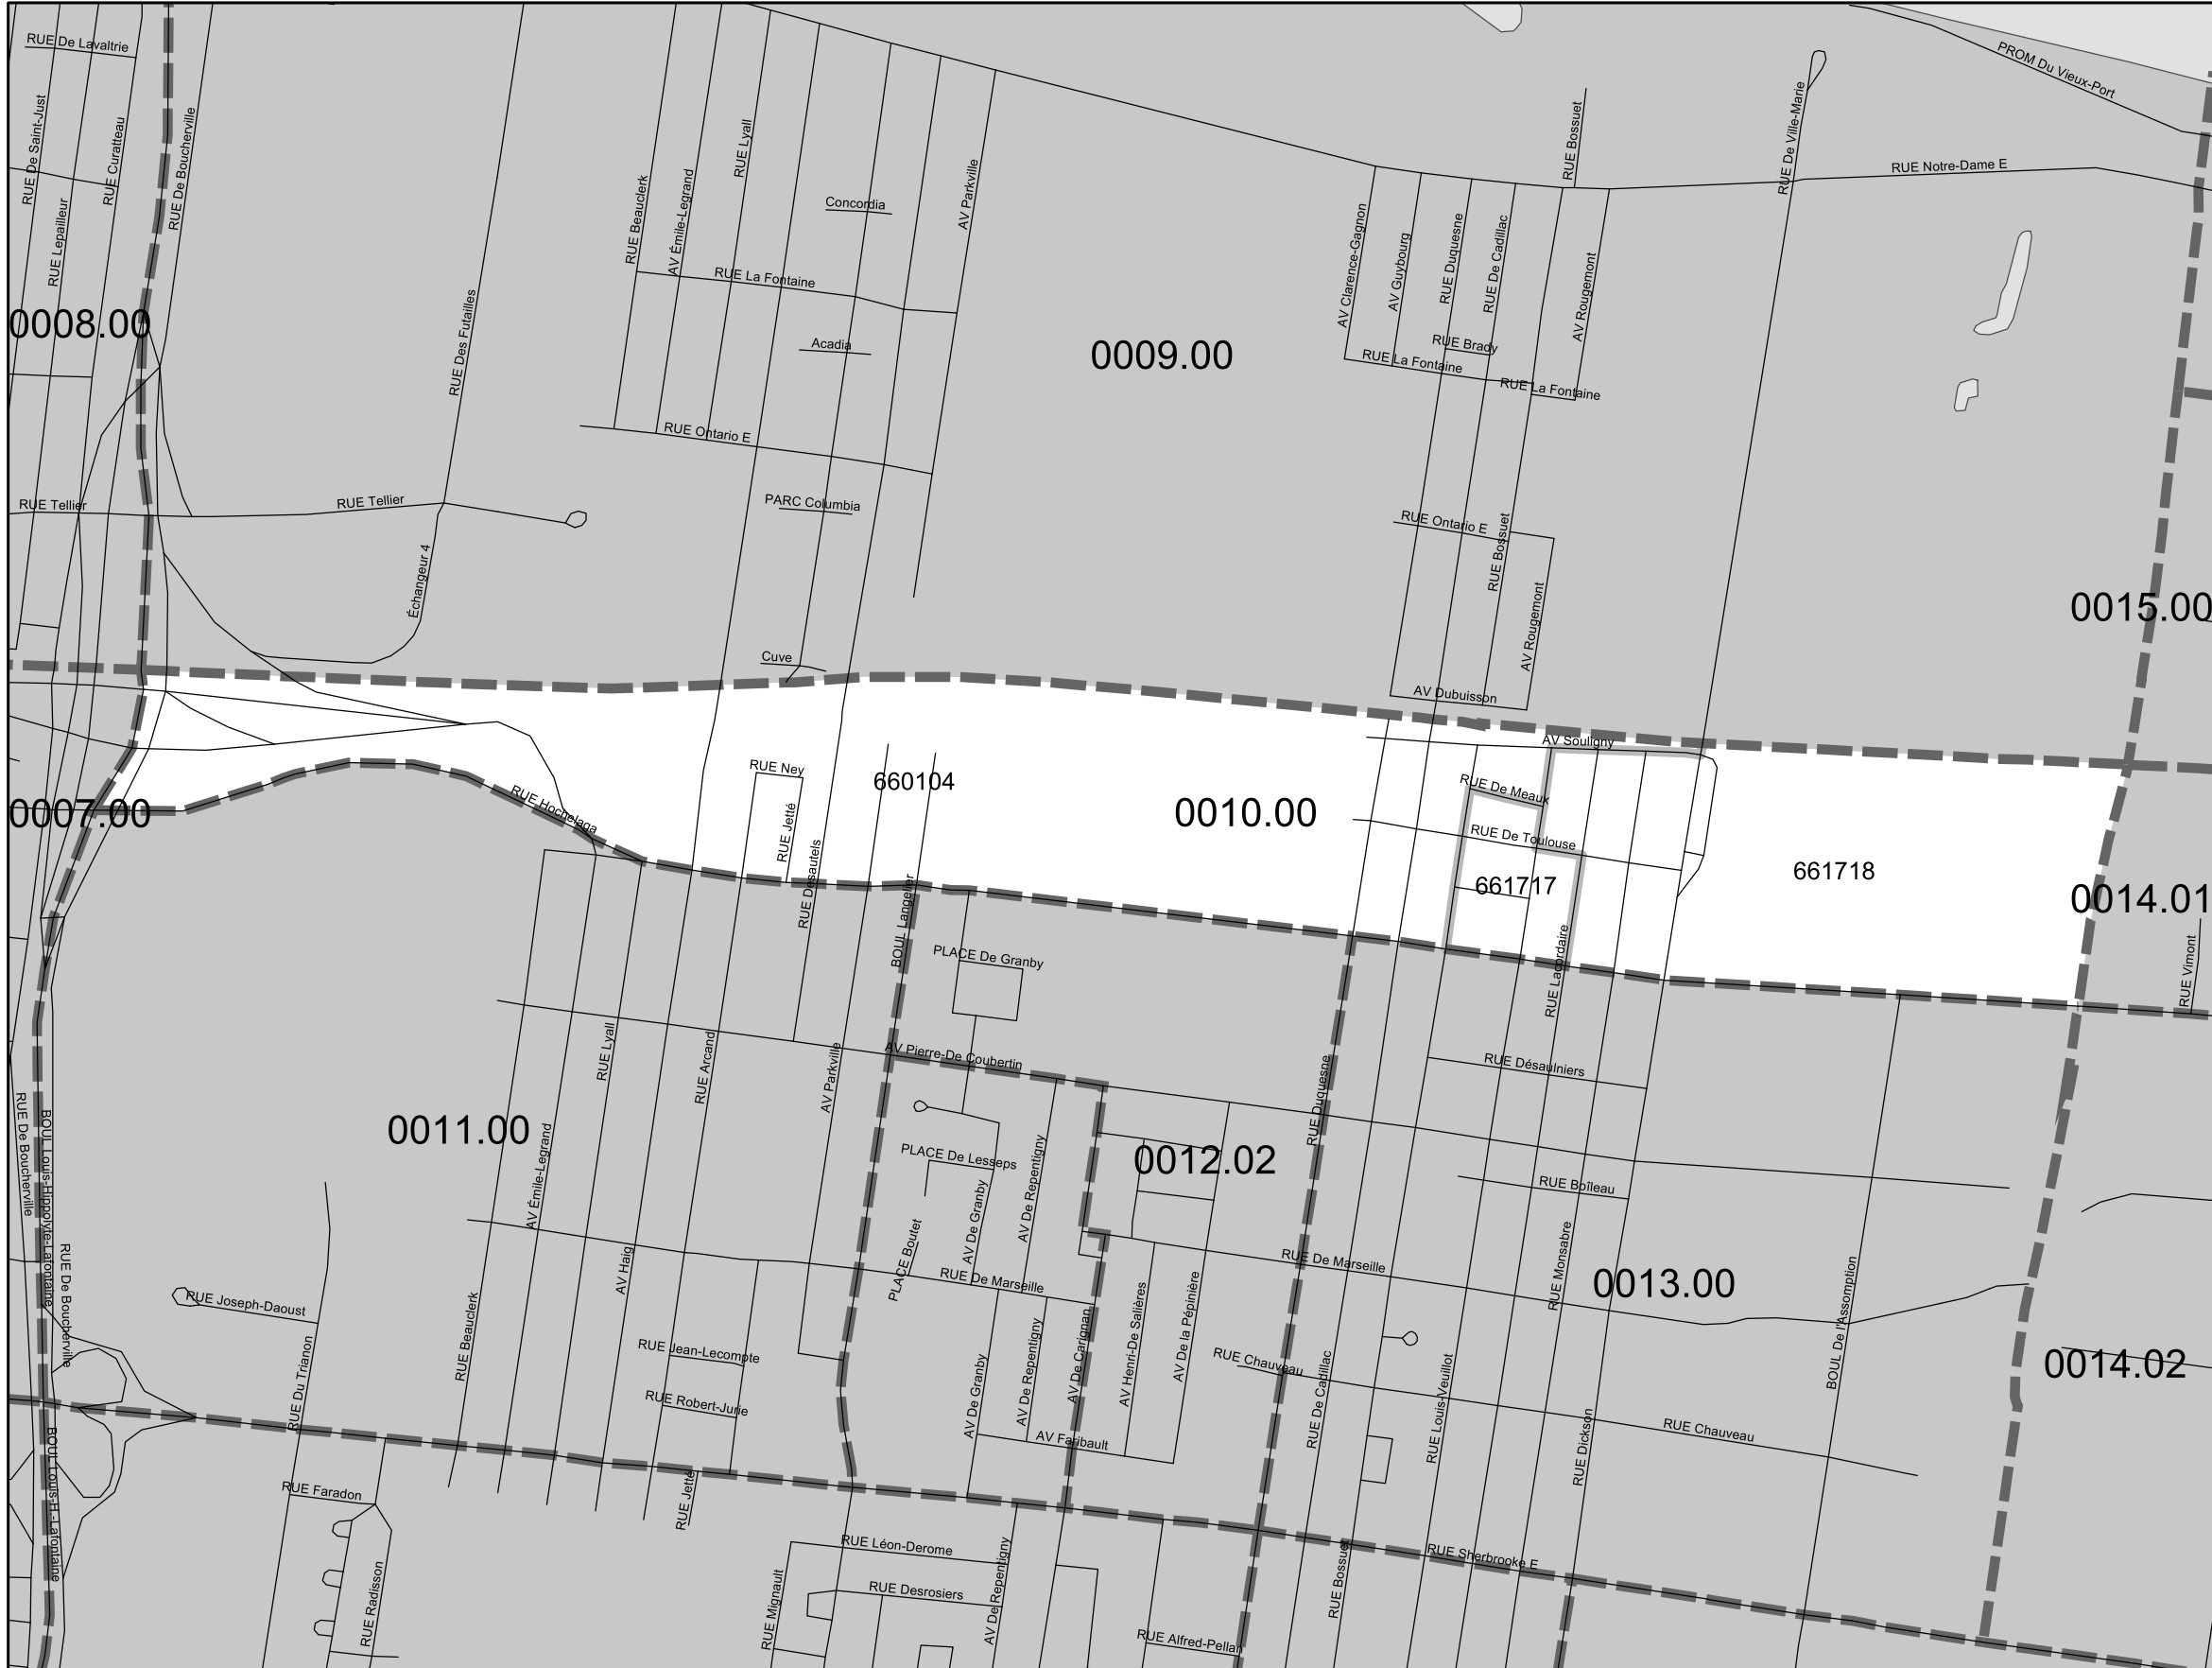 RUE De Lavaltrie
PROM Du Vieux-Port
RUE De Saint-Just
RUE Curatteau
RUE De Boucherville
RUE Lyall
RUE Bossuet
RUE De Ville-Marie
RUE Notre-Dame E
RUE Lepailleur
RUE Beauclerk
AV Émile-Legrand
Concordia
AV Parkville
AV Clarence-Gagnon
AV Guybourg
RUE Duquesne
RUE De Cadillac
AV Rougemont
RUE La Fontaine
0008.00
RUE Des Futailles
Acadia
0009.00
RUE Brady
RUE La Fontaine
RUE La Fontaine
RUE Ontario E
RUE Tellier
RUE Tellier
PARC Columbia
RUE Ontario E
RUE Bossuet
Échangeur 4
AV Rougemont
0015.00
Cuve
AV Dubuisson
AV Souligny
RUE Ney
660104
RUE De Meaux
RUE Hochelaga
0007.00
RUE Jetté
0010.00
RUE De Toulouse
661718
RUE Desautels
661717
0014.01
BOUL Langelier
PLACE De Granby
RUE Lacordaire
RUE Vimont
RUE Lyall
RUE Arcand
AV Parkville
AV Pierre-De Coubertin
RUE Duquesne
RUE Désaulniers
0011.00
RUE De Boucherville
BOUL Louis-Hippolyte-Lafontaine
RUE De Boucherville
AV Émile-Legrand
PLACE De Lesseps
AV De Repentigny
0012.02
RUE Boîleau
AV De Granby
PLACE Boutet
AV Haig
RUE De Marseille
RUE De Marseille
RUE Monsabre
0013.00
RUE Joseph-Daoust
RUE Beauclerk
BOUL De l'Assomption
RUE Du Trianon
RUE Jean-Lecompte
AV De Granby
AV De Repentigny
AV De Carignan
AV Henri-De Salières
AV De la Pépinière
RUE Chauveau
0014.02
RUE Robert-Jurie
RUE De Cadillac
RUE Louis-Veuillot
RUE Dickson
RUE Chauveau
AV Faribault
BOUL Louis-H.-Lafontaine
RUE Faradon
RUE Jetté
RUE Léon-Derome
RUE Sherbrooke E
RUE Radisson
RUE Mignault
RUE Desrosiers
AV De Repentigny
RUE Bossuet
RUE Alfred-Pellan